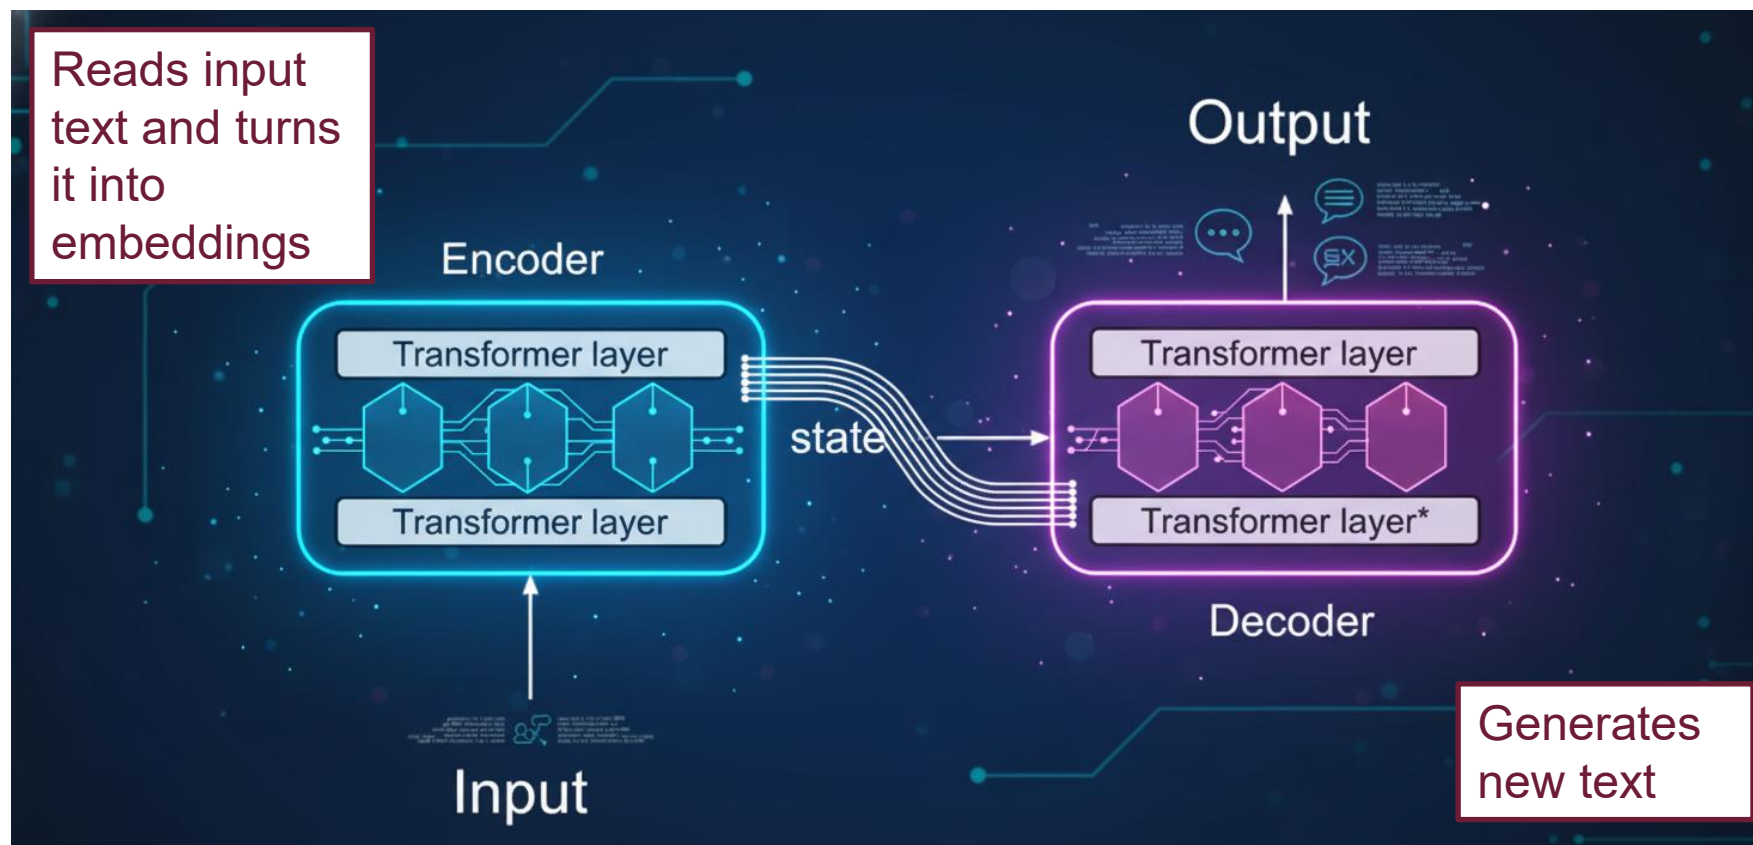 Reads input
text and turns
it into
embeddings
Output
Encoder
Transformer layer
Transformer layer
state
Transformer layer
Transformer layer*
Decoder
Input
Generates
new text